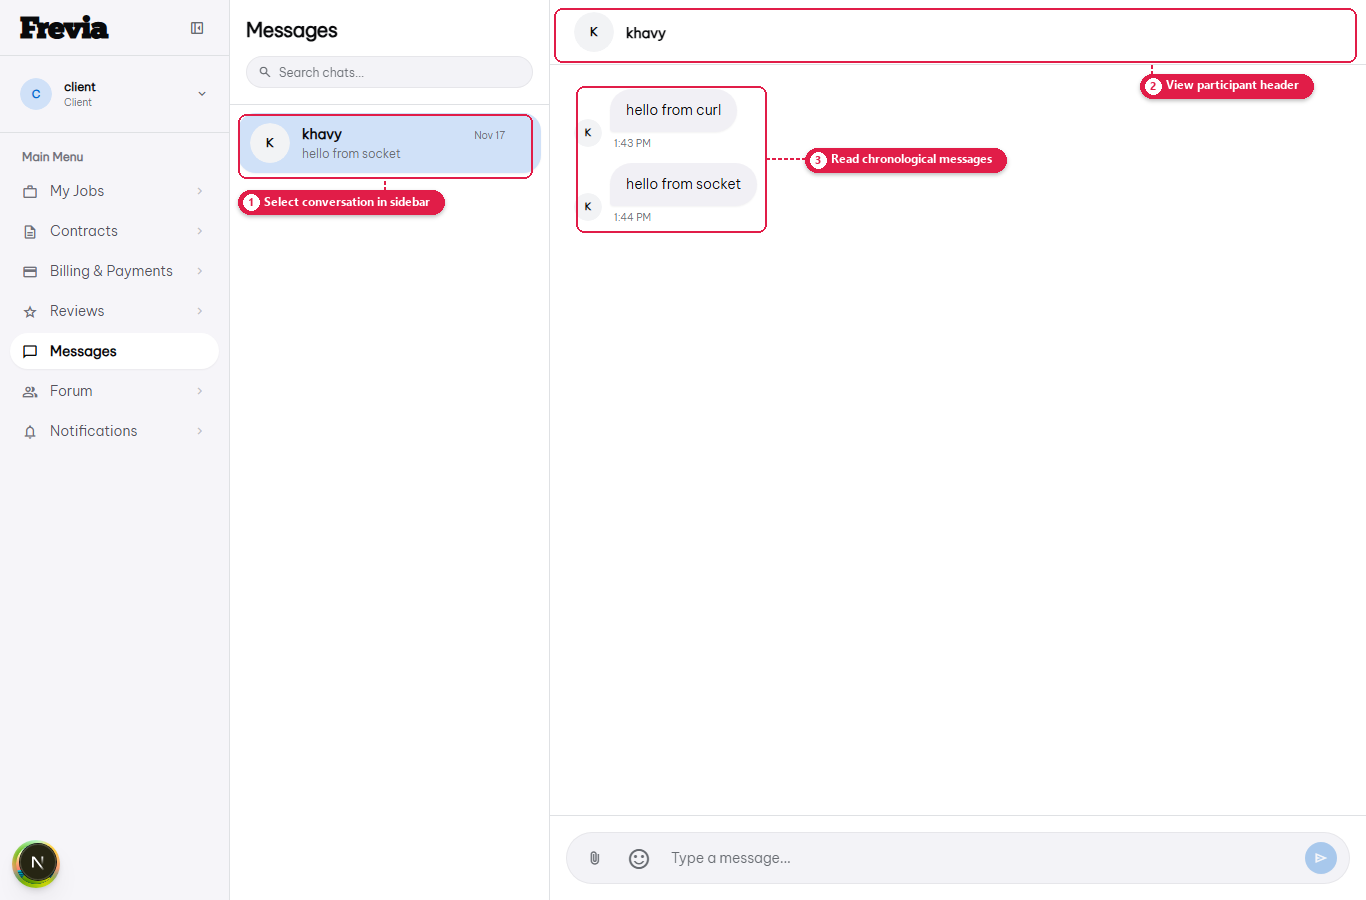 Frevia
C
client
Client
Main Menu
My Jobs
Contracts
Billing & Payments
Reviews
Messages
Forum
Notifications
N
Messages
Search chats...
K
khavy
Nov 17
hello from socket
1 Select conversation in sidebar
K
khavy
2 View participant header
hello from curl
K
1:43 PM
3 Read chronological messages
hello from socket
K
1:44 PM
Type a message...